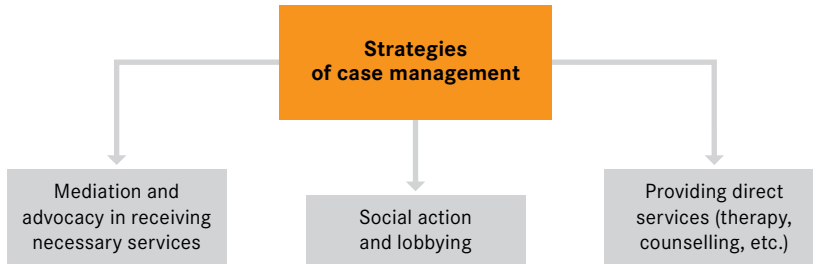 Strategies
of case management
Mediation and
advocacy in receiving
necessary services
Social action
and lobbying
Providing direct
services (therapy,
counselling, etc.)